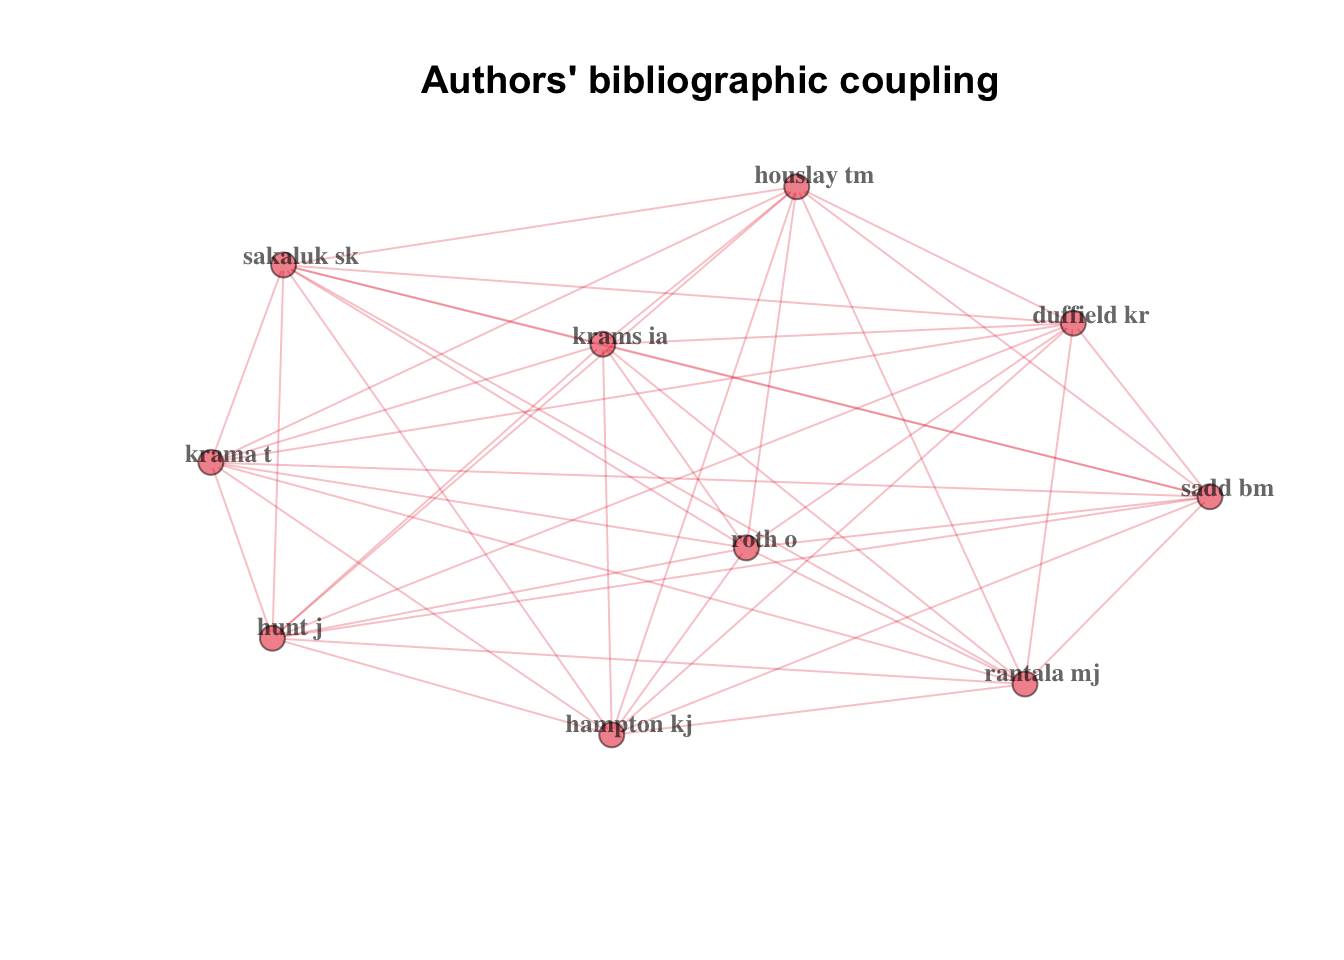 Authors' bibliographic coupling
houslay tm
sakaluk sk
duffield kr
krams ia
krama t
sadd bm
roth o
hunt j
rantala mj
hampton kj